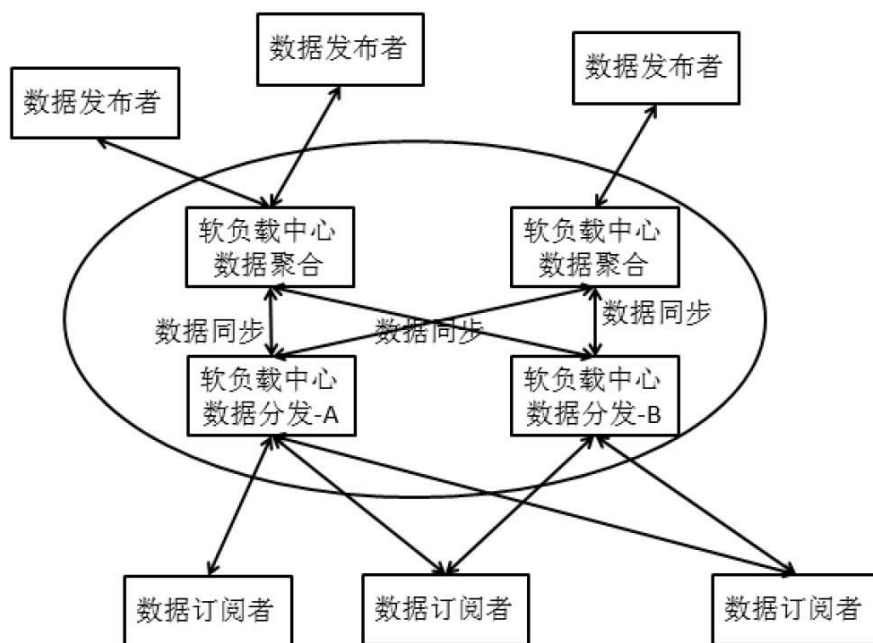 数据发布者
数据发布者
数据发布者
软负载中心
数据聚合
软负载中心
数据聚合
数据同步
数据同步
数据同步
软负载中心
数据分发-A
软负载中心
数据分发-B
数据订阅者
数据订阅者
数据订阅者